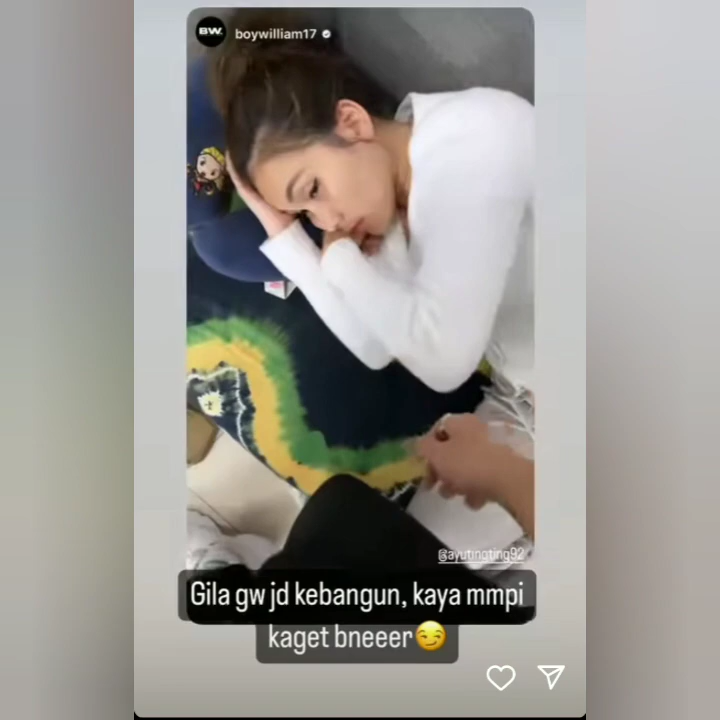 BW.
boywilliam17
@ayutingting92
Gila gw jd kebangun, kaya mmpi
kaget bneeer